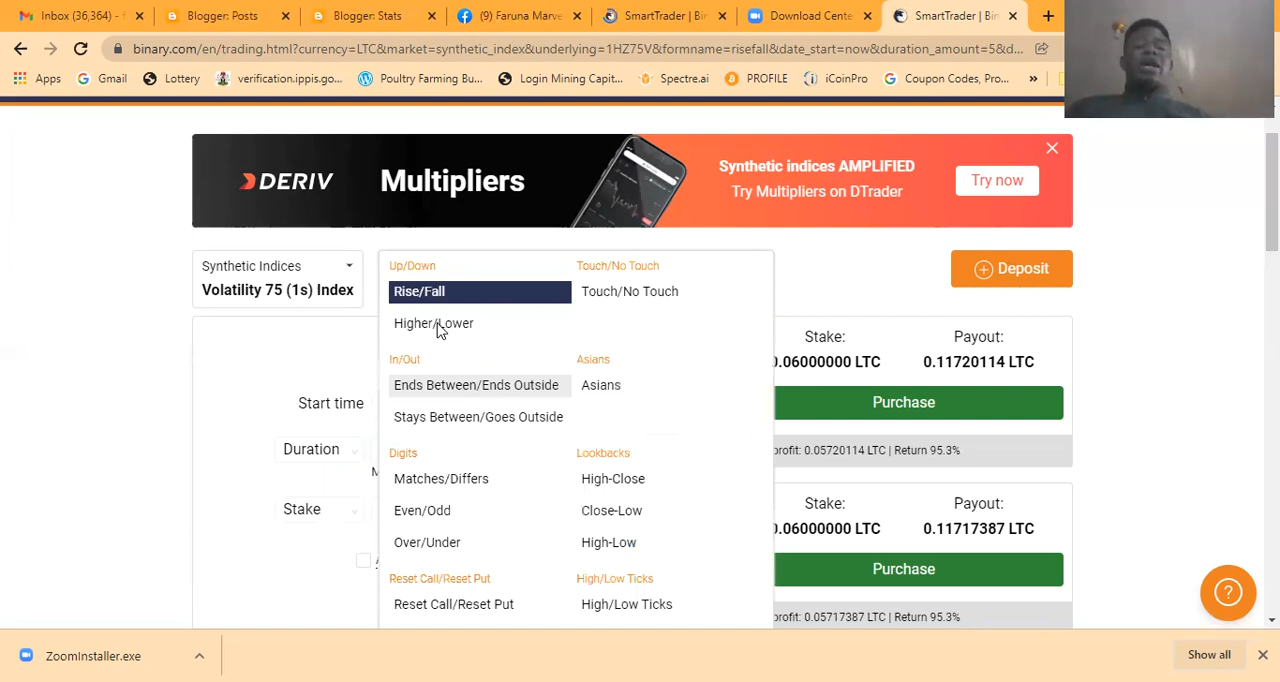 Inbox (36,364) - f
Blogger: Posts
Blogger: Stats
(9) Faruna Marve
SmartTrader | Bin
Download Cente
SmartTrader | Bin
binary.com/en/trading.html?currency=LTC&market=synthetic_index&underlying=1HZ75V&formname=risefall&date_start=now&duration_amount=5&d...
Apps
Gmail
Lottery
verification.ippis.go...
Poultry Farming Bu...
Login Mining Capit...
Spectre.ai
PROFILE
iCoinPro
Coupon Codes, Pro...
»
DERIV
Multipliers
Synthetic indices AMPLIFIED
Try Multipliers on DTrader
Try now
Synthetic Indices
Volatility 75 (1s) Index
Up/Down
Rise/Fall
Higher/Lower
In/Out
Ends Between/Ends Outside
Stays Between/Goes Outside
Digits
Matches/Differs
Even/Odd
Over/Under
Reset Call/Reset Put
Reset Call/Reset Put
Touch/No Touch
Touch/No Touch
Asians
Asians
Lookbacks
High-Close
Close-Low
High-Low
High/Low Ticks
High/Low Ticks
Deposit
Start time
Duration
M
Stake
Stake:
0.06000000 LTC
Payout:
0.11720114 LTC
Purchase
profit: 0.05720114 LTC | Return 95.3%
Stake:
0.06000000 LTC
Payout:
0.11717387 LTC
Purchase
profit: 0.05717387 LTC | Return 95.3%
?
ZoomInstaller.exe
Show all